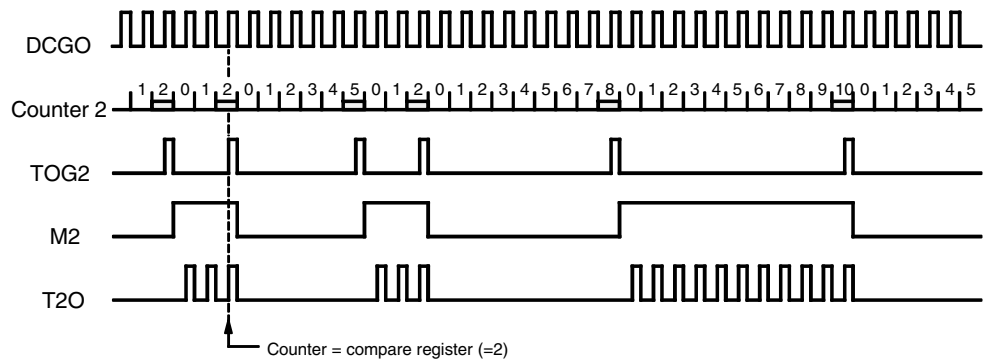 DCGO
Counter 2
1 2 0 1 2 0 1 2 3 4 5 0 1 2 0 1 2 3 4 5 6 7 8 0 1 2 3 4 5 6 7 8 9 10 0 1 2 3 4 5
TOG2
M2
T2O
Counter = compare register (=2)